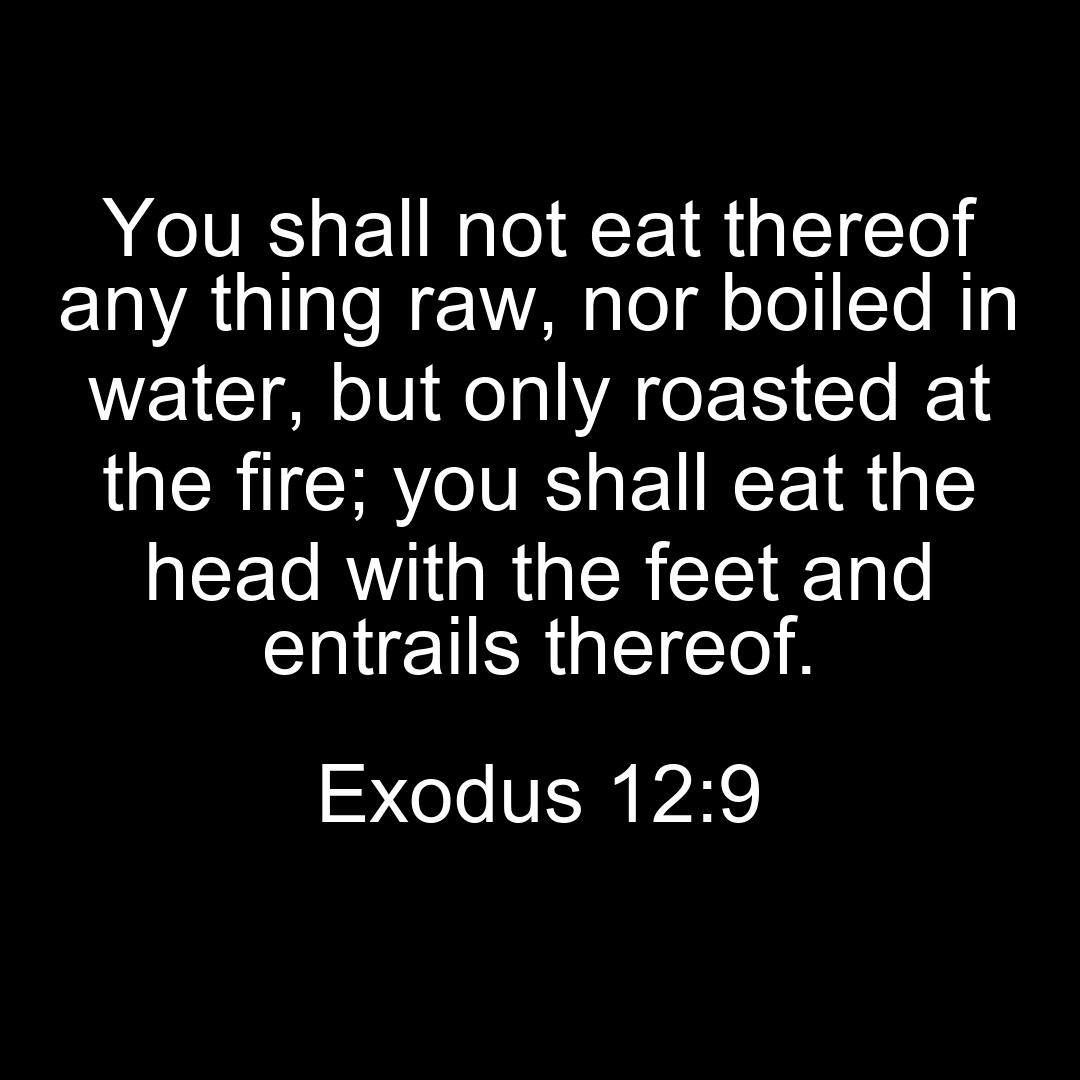 You shall not eat thereof
any thing raw, nor boiled in
water, but only roasted at
the fire; you shall eat the
head with the feet and
entrails thereof.
Exodus 12:9